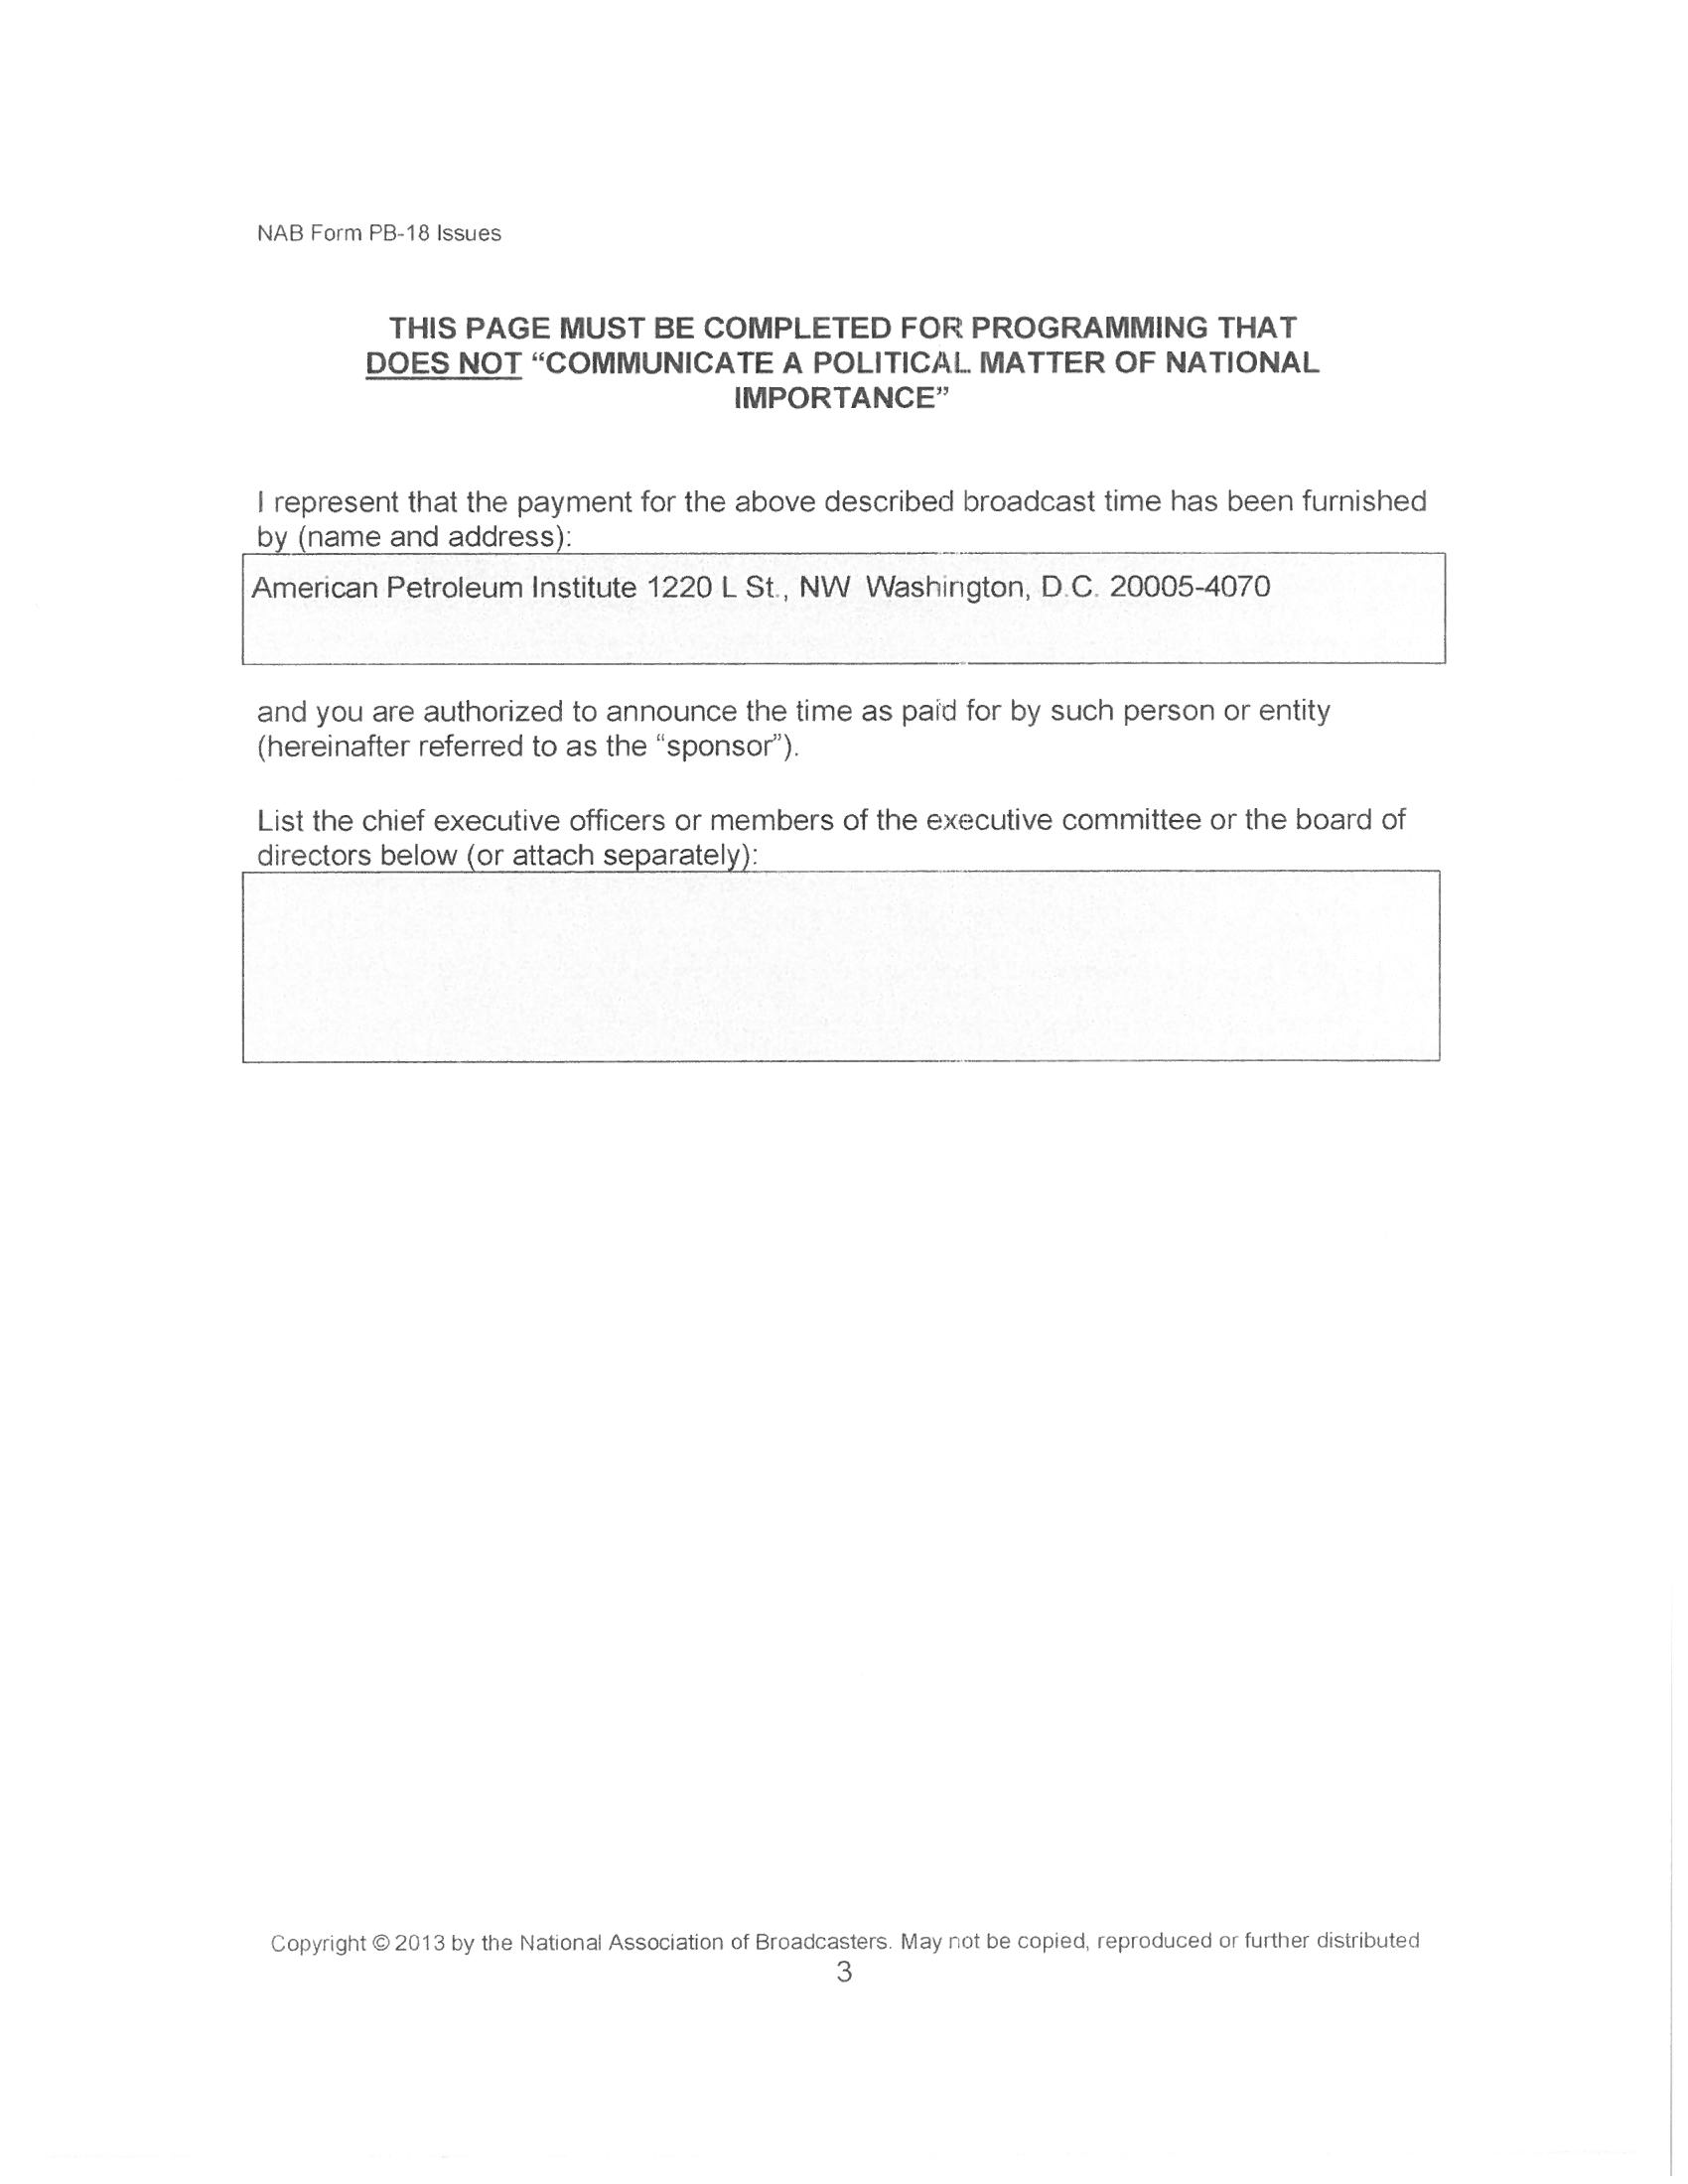 NAB Form PB-18 Issues
THIS PAGE MUST BE COMPLETED FOR PROGRAMMING THAT
DOES NOT “COMMUNICATE A POLITICAL MATTER OF NATIONAL
IMPORTANCE”
I represent that the payment for the above described broadcast time has been furnished
by (name and address):
American Petroleum Institute 1220 L St., NW  Washington, D.C. 20005-4070
and you are authorized to announce the time as paid for by such person or entity
(hereinafter referred to as the “sponsor”).
List the chief executive officers or members of the executive committee or the board of
directors below (or attach separately):
Copyright © 2013 by the National Association of Broadcasters. May not be copied, reproduced or further distributed
3